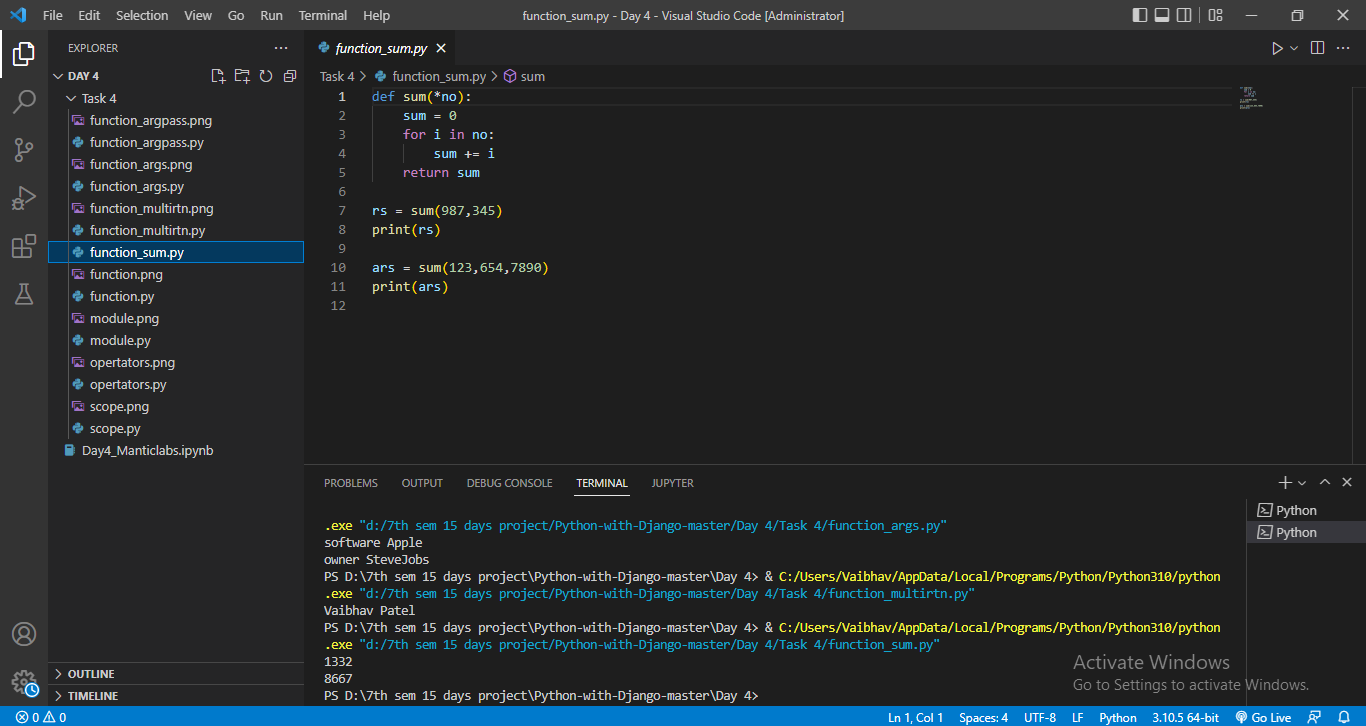 File Edit Selection View Go Run Terminal Help function_sum.py - Day 4 - Visual Studio Code [Administrator]
EXPLORER
DAY 4
Task 4
function_argpass.png
function_argpass.py
function_args.png
function_args.py
function_multirtn.png
function_multirtn.py
function_sum.py
function.png
function.py
module.png
module.py
opertators.png
opertators.py
scope.png
scope.py
Day4_Manticlabs.ipynb
OUTLINE
TIMELINE
function_sum.py
Task 4 > function_sum.py > sum
1 def sum(*no):
2     sum = 0
3     for i in no:
4         sum += i
5     return sum
6
7 rs = sum(987,345)
8 print(rs)
9
10 ars = sum(123,654,7890)
11 print(ars)
12
PROBLEMS OUTPUT DEBUG CONSOLE TERMINAL JUPYTER
.exe "d:/7th sem 15 days project/Python-with-Django-master/Day 4/Task 4/function_args.py"
software Apple
owner SteveJobs
PS D:\7th sem 15 days project\Python-with-Django-master\Day 4> & C:/Users/Vaibhav/AppData/Local/Programs/Python/Python310/python
.exe "d:/7th sem 15 days project/Python-with-Django-master/Day 4/Task 4/function_multirtn.py"
Vaibhav Patel
PS D:\7th sem 15 days project\Python-with-Django-master\Day 4> & C:/Users/Vaibhav/AppData/Local/Programs/Python/Python310/python
.exe "d:/7th sem 15 days project/Python-with-Django-master/Day 4/Task 4/function_sum.py"
1332
8667
PS D:\7th sem 15 days project\Python-with-Django-master\Day 4>
Python
Python
Activate Windows
Go to Settings to activate Windows.
0 0 Ln 1, Col 1 Spaces: 4 UTF-8 LF Python 3.10.5 64-bit Go Live